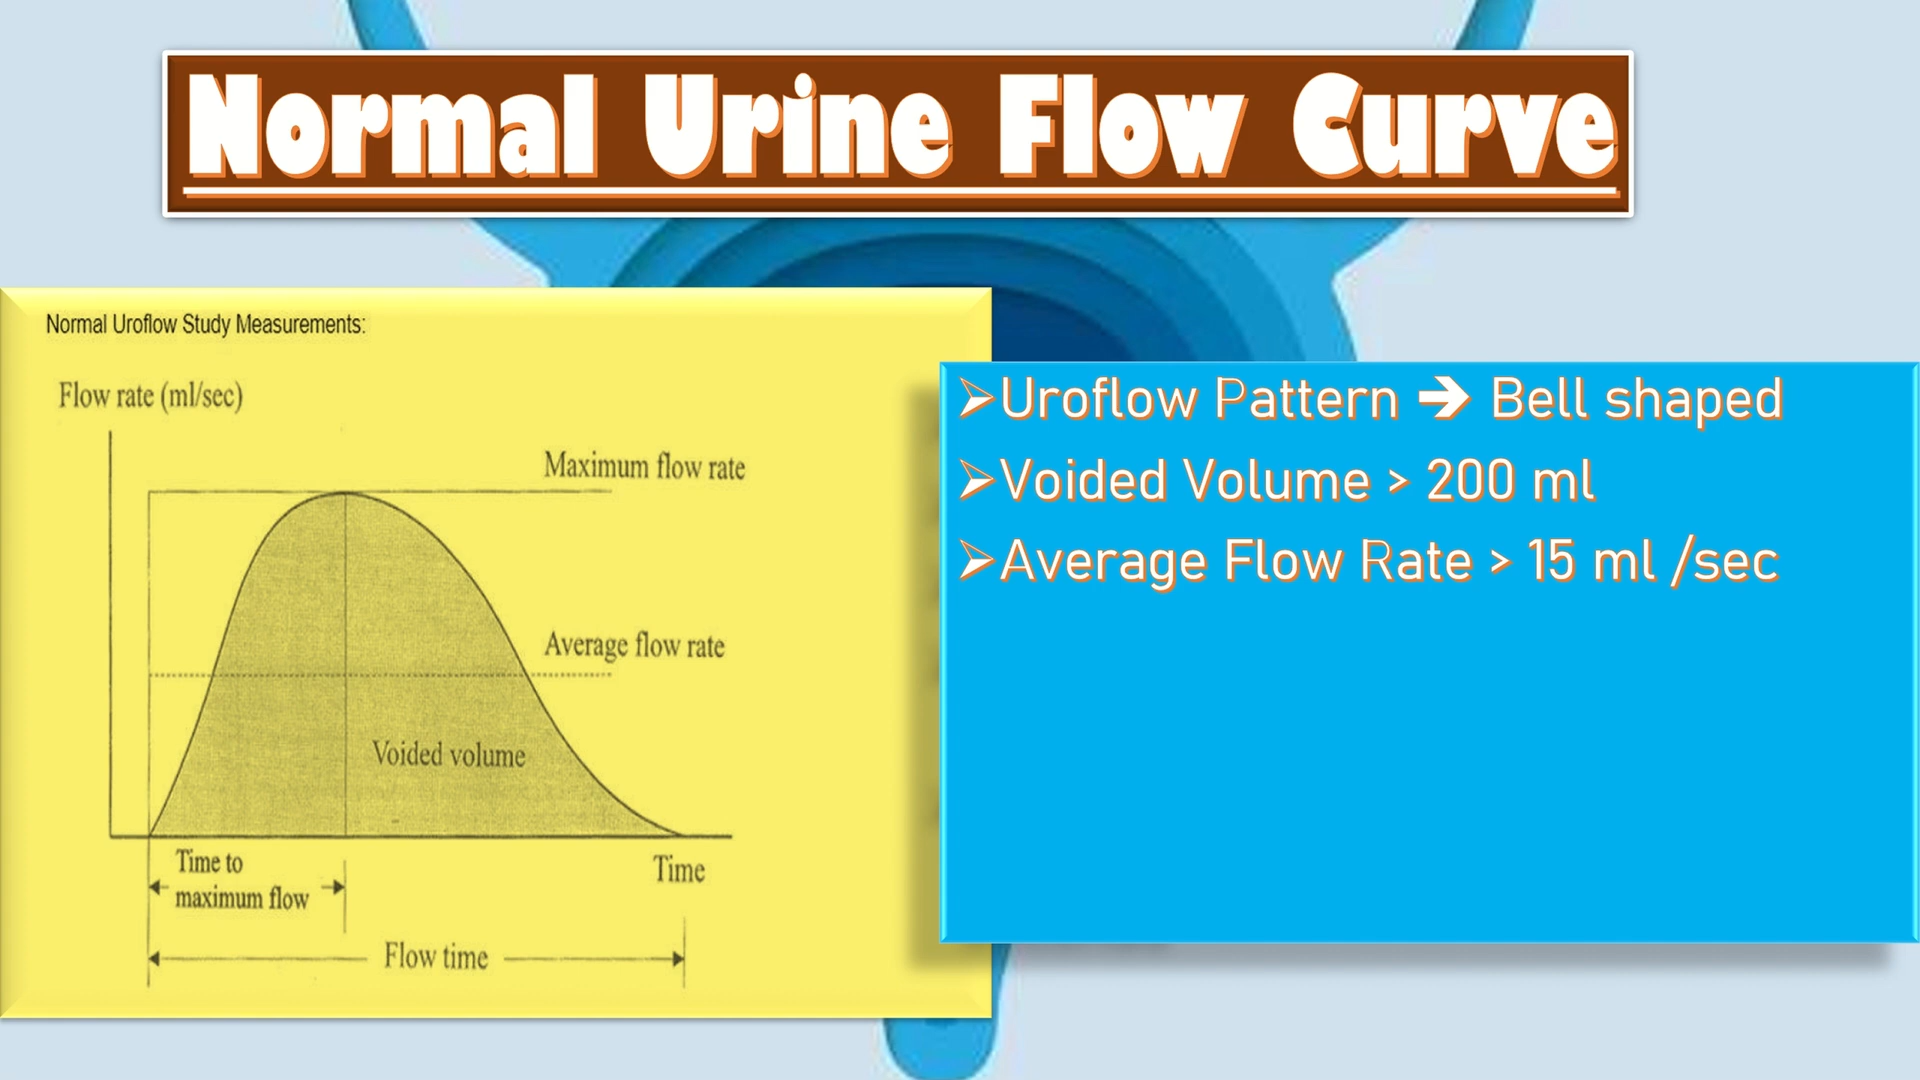 Normal Urine Flow Curve
Normal Uroflow Study Measurements:
Flow rate (ml/sec)
Maximum flow rate
Average flow rate
Voided volume
Time to
maximum flow
Time
Flow time
➢Uroflow Pattern ➔ Bell shaped
➢Voided Volume > 200 ml
➢Average Flow Rate > 15 ml /sec